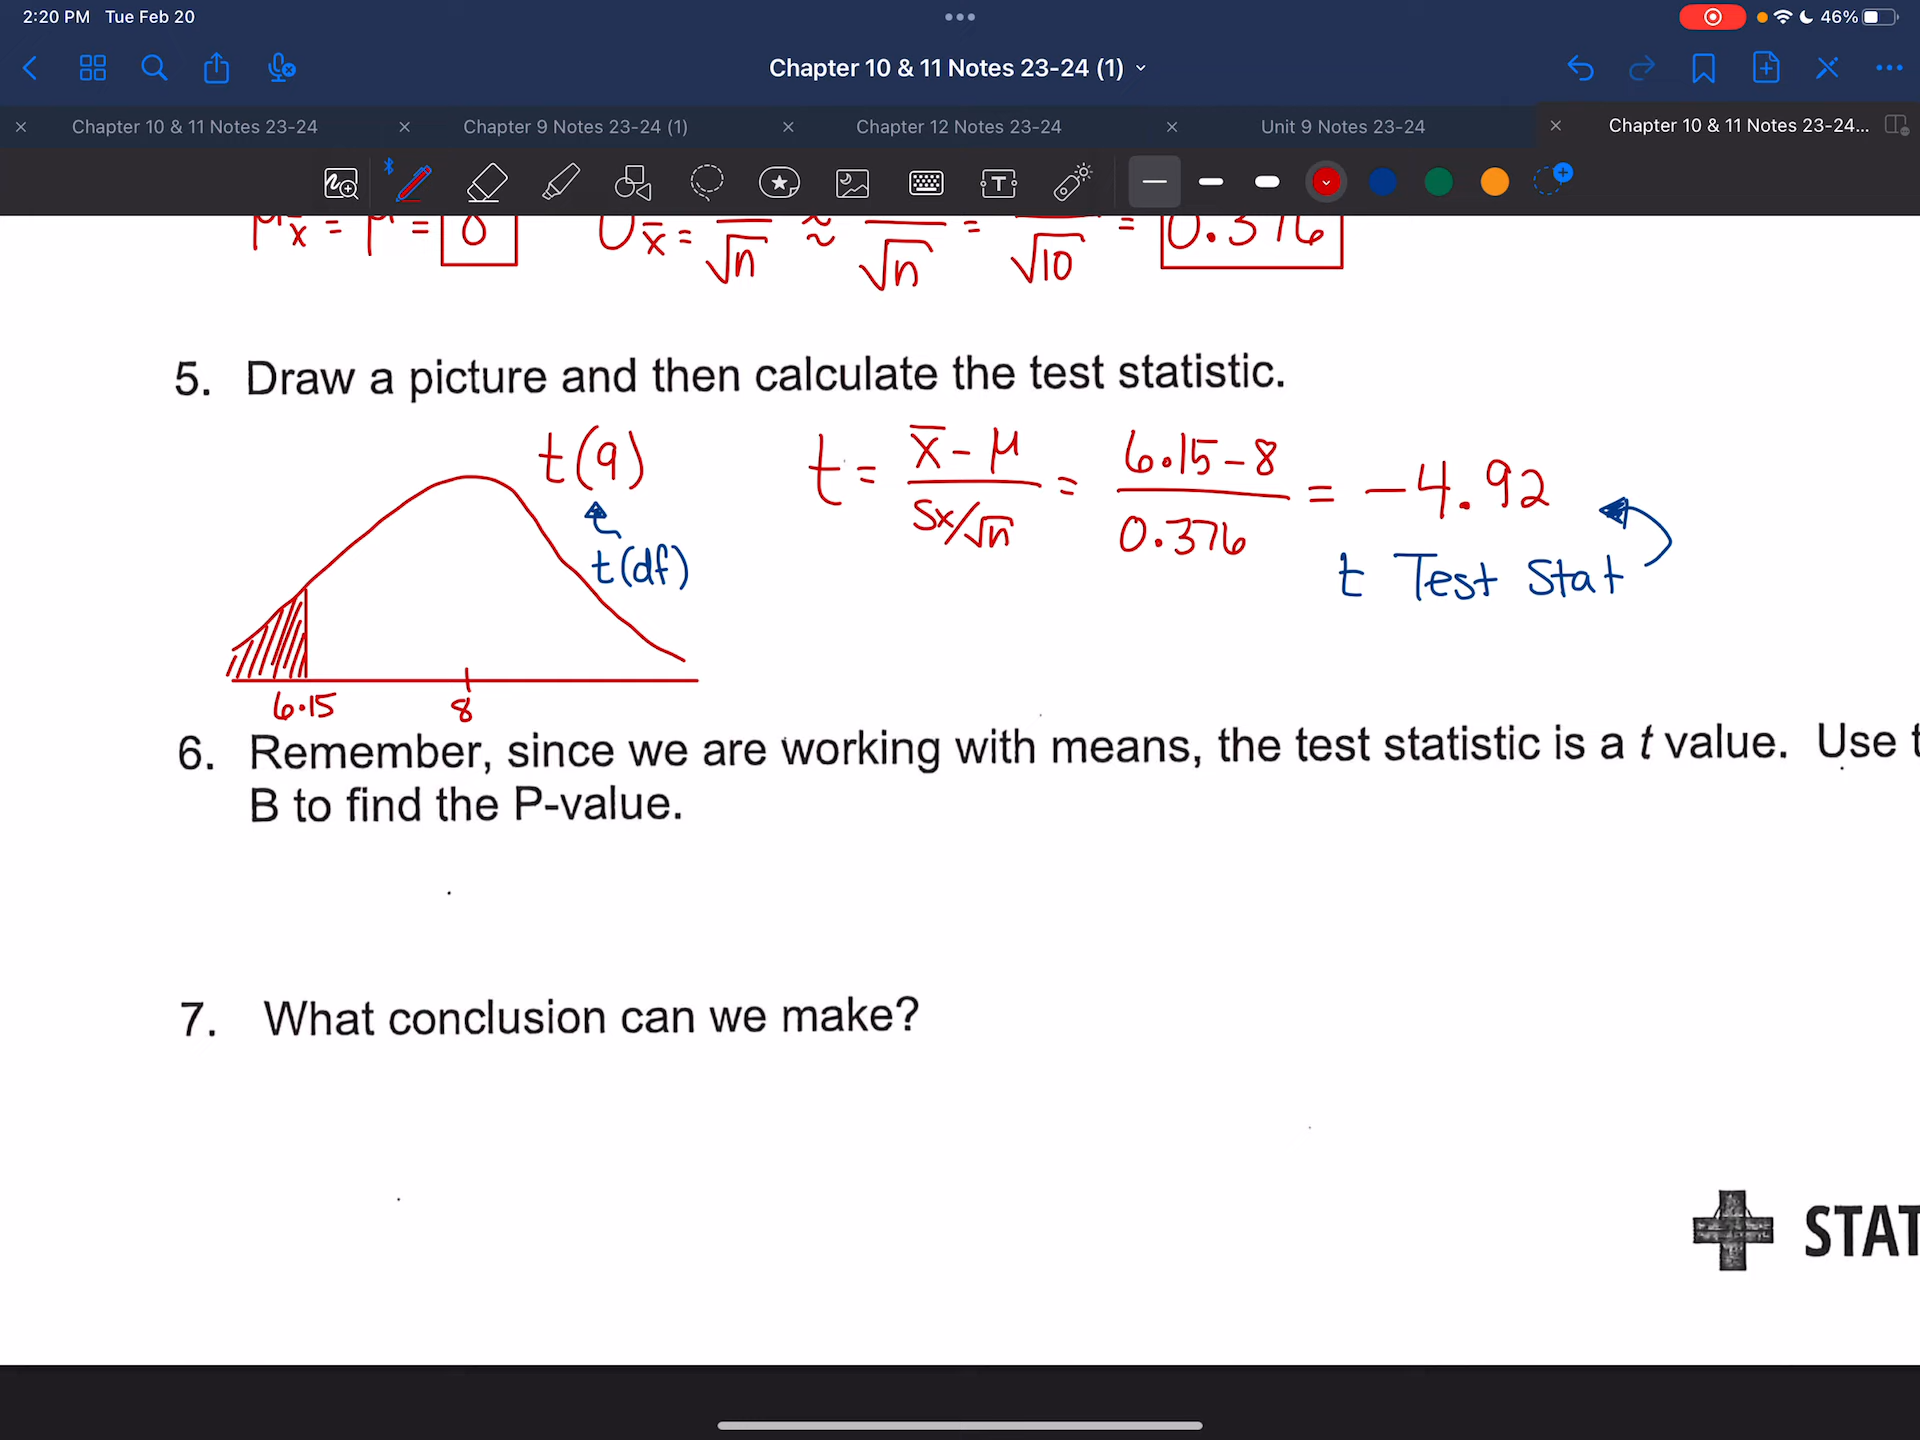 2:20 PM Tue Feb 20
46%
Chapter 10 & 11 Notes 23-24 (1)
Chapter 10 & 11 Notes 23-24
Chapter 9 Notes 23-24 (1)
Chapter 12 Notes 23-24
Unit 9 Notes 23-24
Chapter 10 & 11 Notes 23-24...
x̄ = = σx̄ = /√n ≈ /√n = /√10 = 0.376
5. Draw a picture and then calculate the test statistic.
t(9)
t(df)
t = (x̄ - μ)/(Sx/√n) = (6.15 - 8)/0.376 = -4.92
t Test Stat
6.15 8
6. Remember, since we are working with means, the test statistic is a t value. Use
B to find the P-value.
7. What conclusion can we make?
STAT